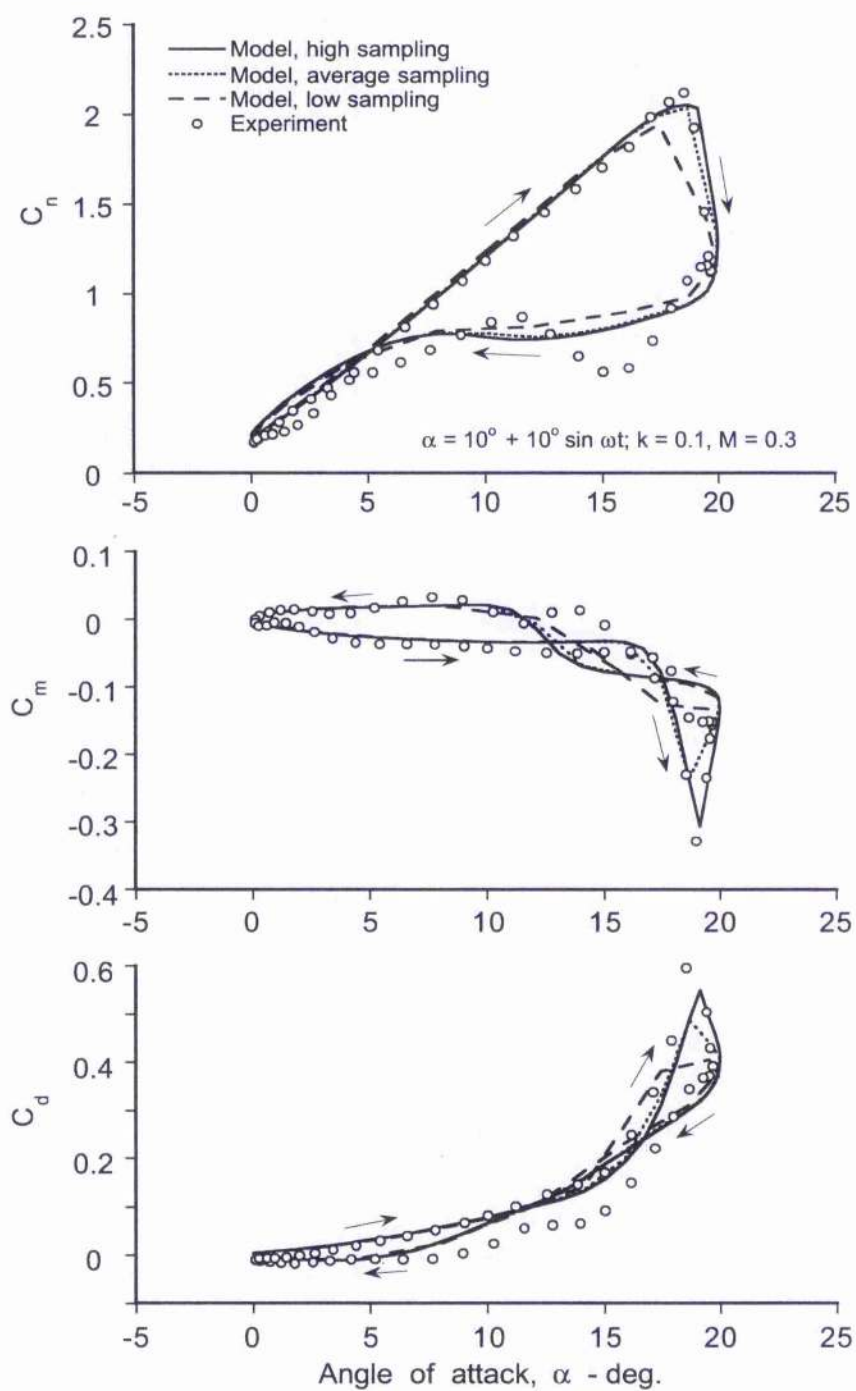 2.5
Model, high sampling
Model, average sampling
2
Model, low sampling
Experiment
1.5
Cn
1
0.5
α = 10° + 10° sin ωt; k = 0.1, M = 0.3
0
-5 0 5 10 15 20 25
0.1
0
-0.1
Cm
-0.2
-0.3
-0.4
-5 0 5 10 15 20 25
0.6
0.4
Cd
0.2
0
-5 0 5 10 15 20 25
Angle of attack, α - deg.